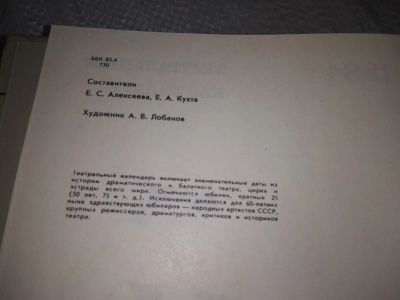 ББК 85.4
Т30
Составители
Е. С. Алексеева, Е. А. Кухта
Художник А. В. Лобанов
Театральный календарь включает знаменательные даты из
истории драматического и балетного театра, цирка и
эстрады всего мира. Отмечаются юбилеи, кратные 25
(50 лет, 75 и т. д.). Исключения делаются для 60-летних
ныне здравствующих юбиляров — народных артистов СССР,
крупных режиссеров, драматургов, критиков и историков
театра.